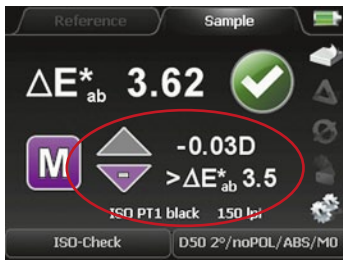 Reference Sample
ΔE*ab 3.62
M - -0.03D
>ΔE*ab 3.5
ISO PT1 black 150 lpi
ISO-Check D50 2°/noPOL/ABS/M0